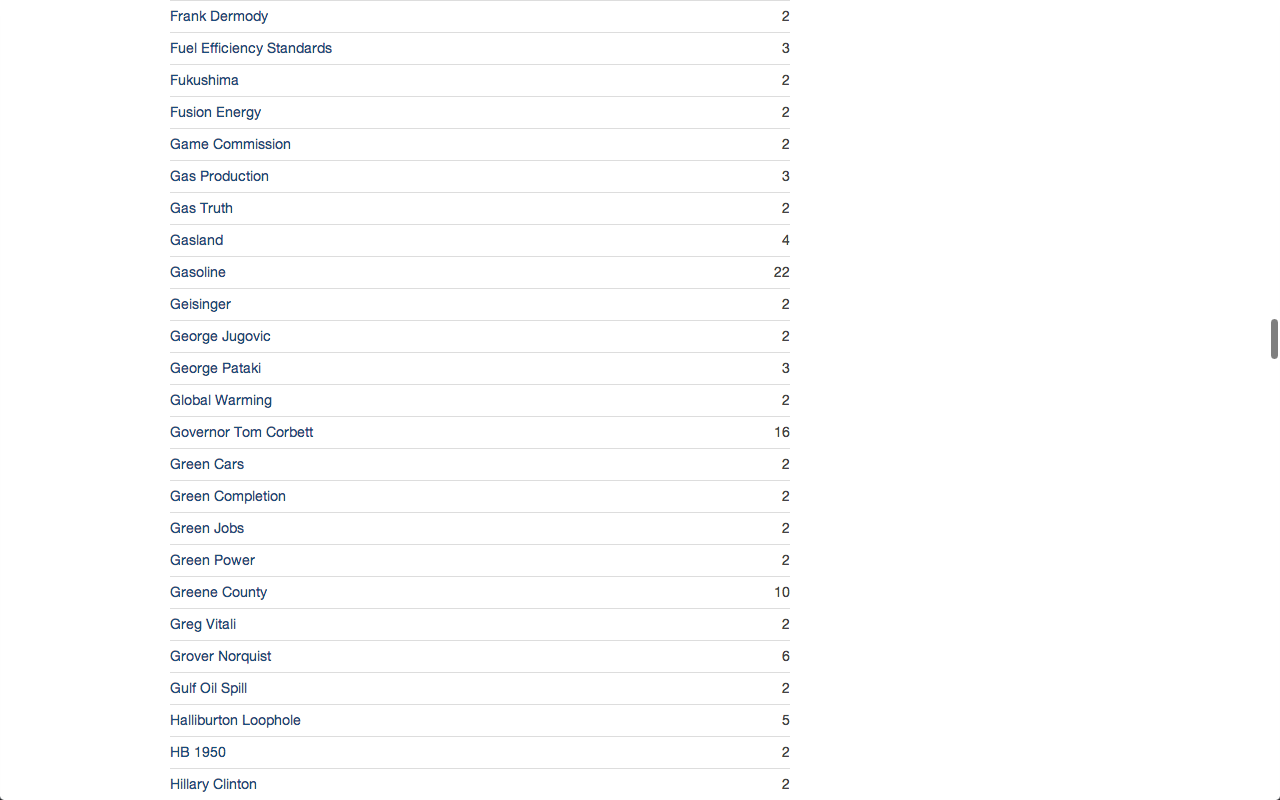 Frank Dermody 2
Fuel Efficiency Standards 3
Fukushima 2
Fusion Energy 2
Game Commission 2
Gas Production 3
Gas Truth 2
Gasland 4
Gasoline 22
Geisinger 2
George Jugovic 2
George Pataki 3
Global Warming 2
Governor Tom Corbett 16
Green Cars 2
Green Completion 2
Green Jobs 2
Green Power 2
Greene County 10
Greg Vitali 2
Grover Norquist 6
Gulf Oil Spill 2
Halliburton Loophole 5
HB 1950 2
Hillary Clinton 2